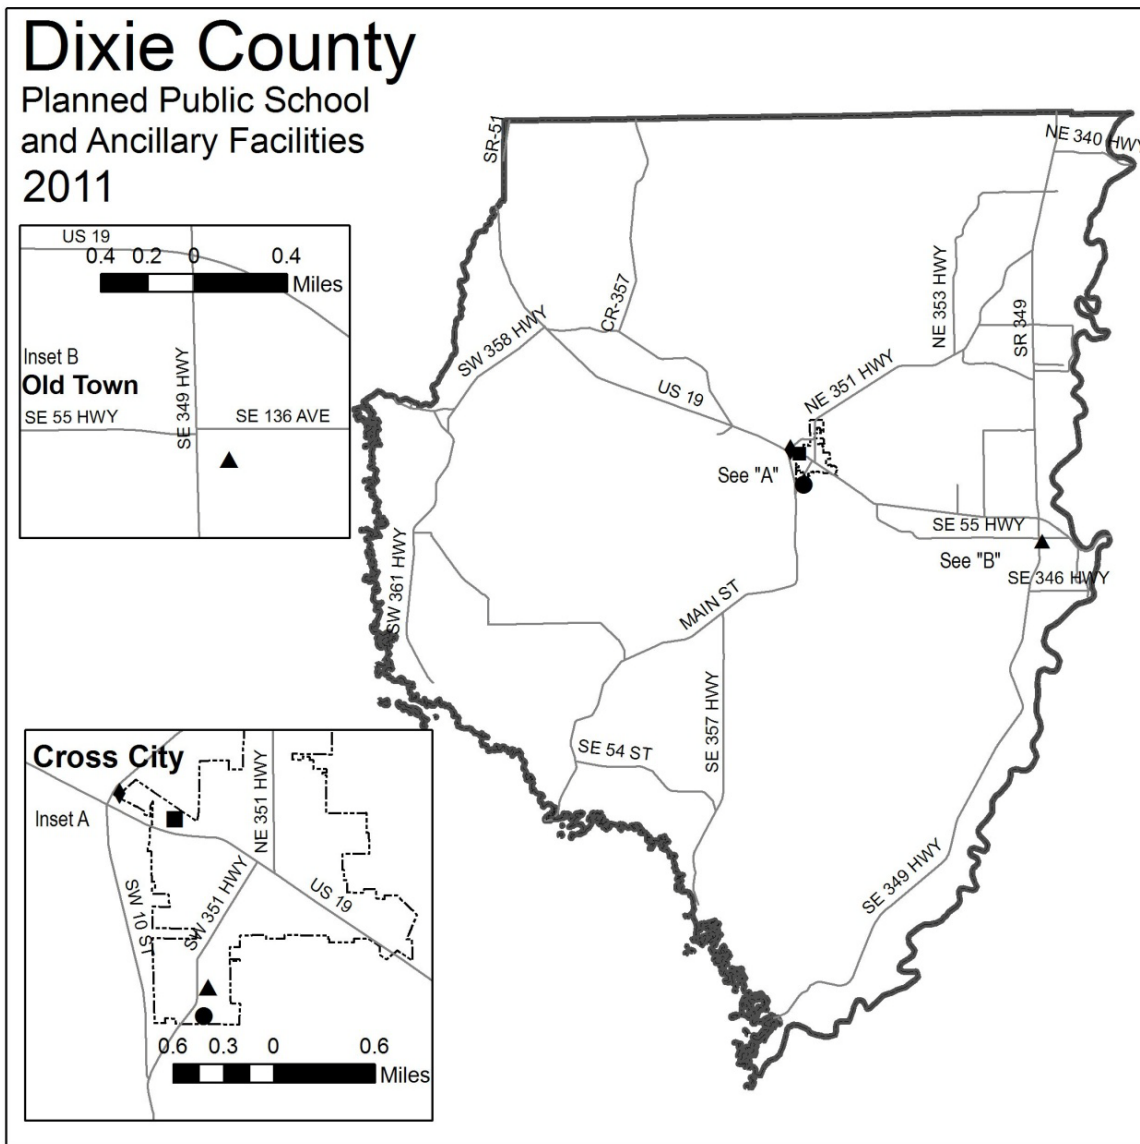 Dixie County
Planned Public School
and Ancillary Facilities
2011
SR-51
NE 340 HWY
US 19
0.4 0.2 0 0.4
Miles
Inset B
Old Town
SE 55 HWY
SE 349 HWY
SE 136 AVE
CR-357
SW 358 HWY
NE 353 HWY
SR 349
US 19
NE 351 HWY
See "A"
SE 55 HWY
See "B"
SE 346 HWY
SW 361 HWY
MAIN ST
SE 357 HWY
SE 54 ST
SE 349 HWY
Cross City
Inset A
NE 351 HWY
SW 10 ST
SW 351 HWY
US 19
0.6 0.3 0 0.6
Miles